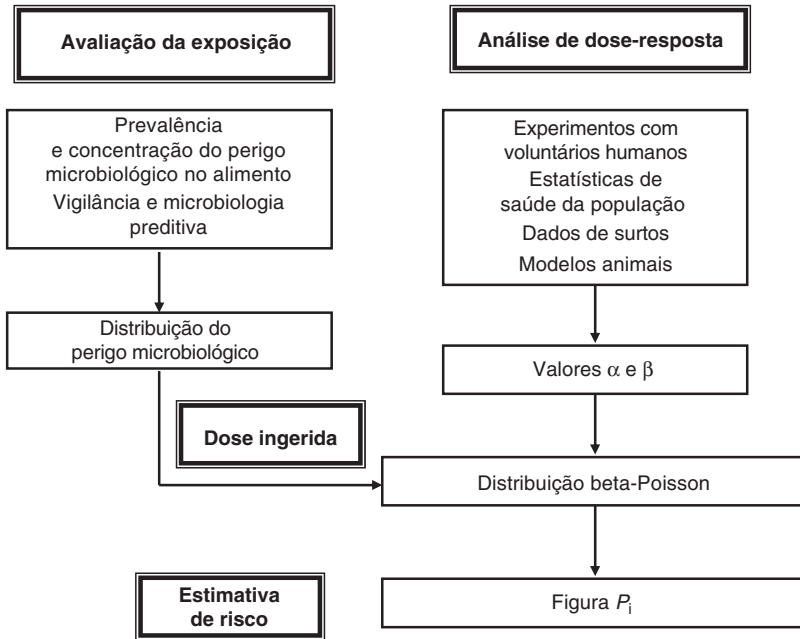 Avaliação da exposição
Análise de dose-resposta
Prevalência
e concentração do perigo
microbiológico no alimento
Vigilância e microbiologia
preditiva
Experimentos com
voluntários humanos
Estatísticas de
saúde da população
Dados de surtos
Modelos animais
Distribuição do
perigo microbiológico
Valores α e β
Dose ingerida
Distribuição beta-Poisson
Estimativa
de risco
Figura Pi